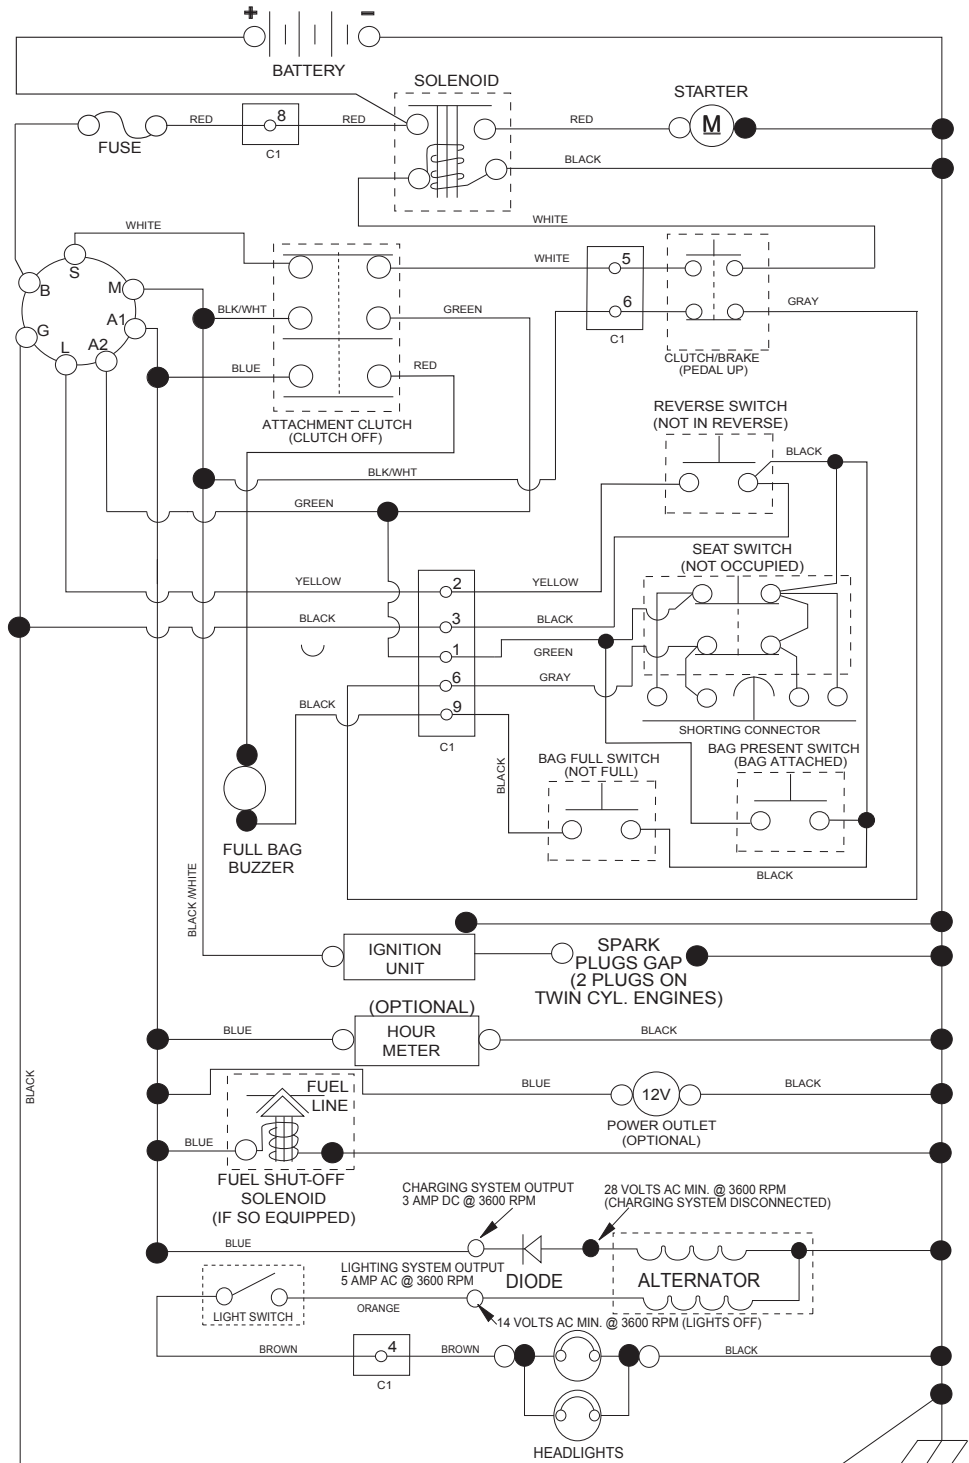 + -
BATTERY
SOLENOID
STARTER
M
RED
8
RED
RED
FUSE
C1
BLACK
WHITE
WHITE
S
B
M
G
A1
L
A2
BLK/WHT
BLUE
GREEN
RED
WHITE
5
6
C1
GRAY
CLUTCH/BRAKE
(PEDAL UP)
ATTACHMENT CLUTCH
(CLUTCH OFF)
REVERSE SWITCH
(NOT IN REVERSE)
BLACK
BLK/WHT
GREEN
SEAT SWITCH
(NOT OCCUPIED)
YELLOW
2
YELLOW
BLACK
3
BLACK
1
GREEN
6
GRAY
BLACK
9
C1
SHORTING CONNECTOR
BLACK
BAG FULL SWITCH
(NOT FULL)
BAG PRESENT SWITCH
(BAG ATTACHED)
FULL BAG
BUZZER
BLACK
BLACK /WHITE
IGNITION
UNIT
SPARK
PLUGS GAP
(2 PLUGS ON
TWIN CYL. ENGINES)
(OPTIONAL)
BLUE
HOUR
METER
BLACK
BLACK
FUEL
LINE
BLUE
12V
BLACK
POWER OUTLET
(OPTIONAL)
BLUE
FUEL SHUT-OFF
SOLENOID
(IF SO EQUIPPED)
CHARGING SYSTEM OUTPUT
3 AMP DC @ 3600 RPM
28 VOLTS AC MIN. @ 3600 RPM
(CHARGING SYSTEM DISCONNECTED)
BLUE
DIODE
ALTERNATOR
LIGHTING SYSTEM OUTPUT
5 AMP AC @ 3600 RPM
LIGHT SWITCH
ORANGE
14 VOLTS AC MIN. @ 3600 RPM (LIGHTS OFF)
BROWN
4
BROWN
BLACK
C1
HEADLIGHTS